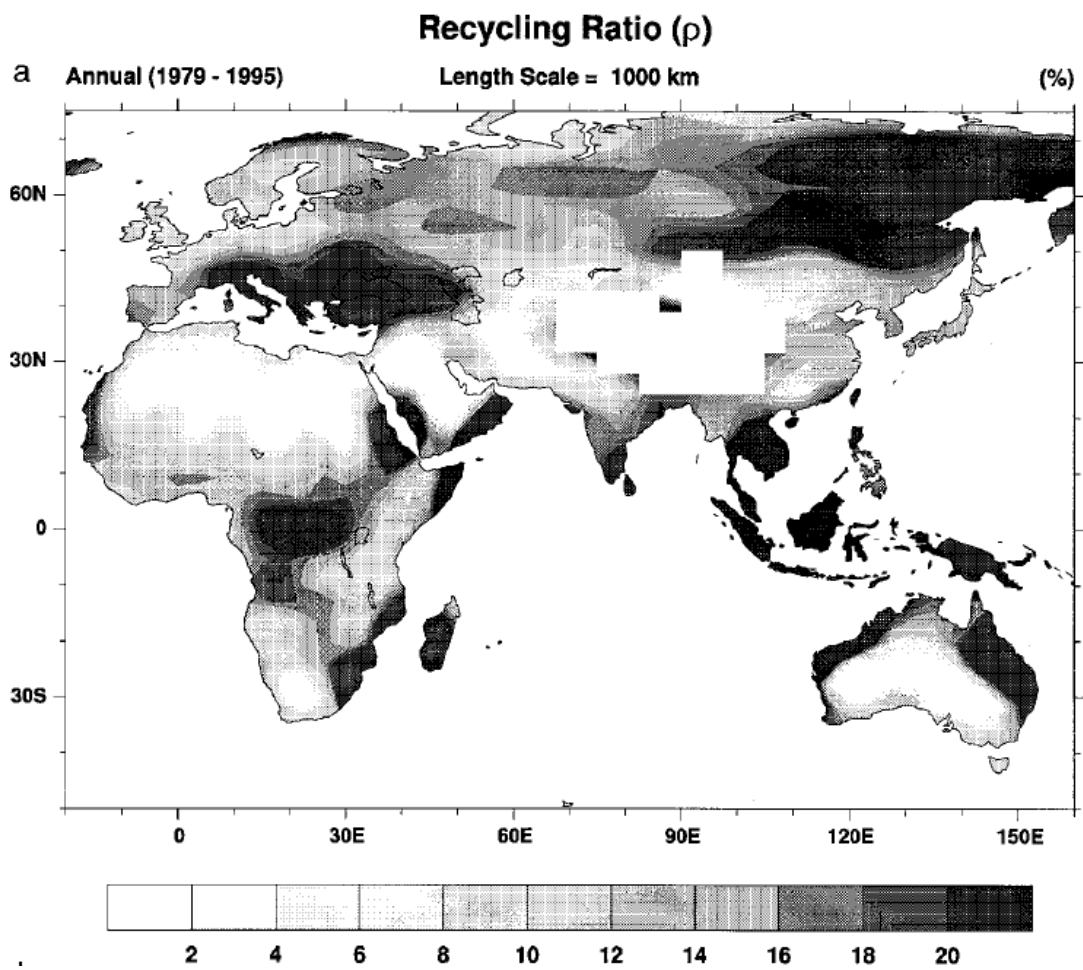 Recycling Ratio (ρ)
a Annual (1979 - 1995) Length Scale = 1000 km (%)
60N
30N
0
30S
0 30E 60E 90E 120E 150E
2 4 6 8 10 12 14 16 18 20